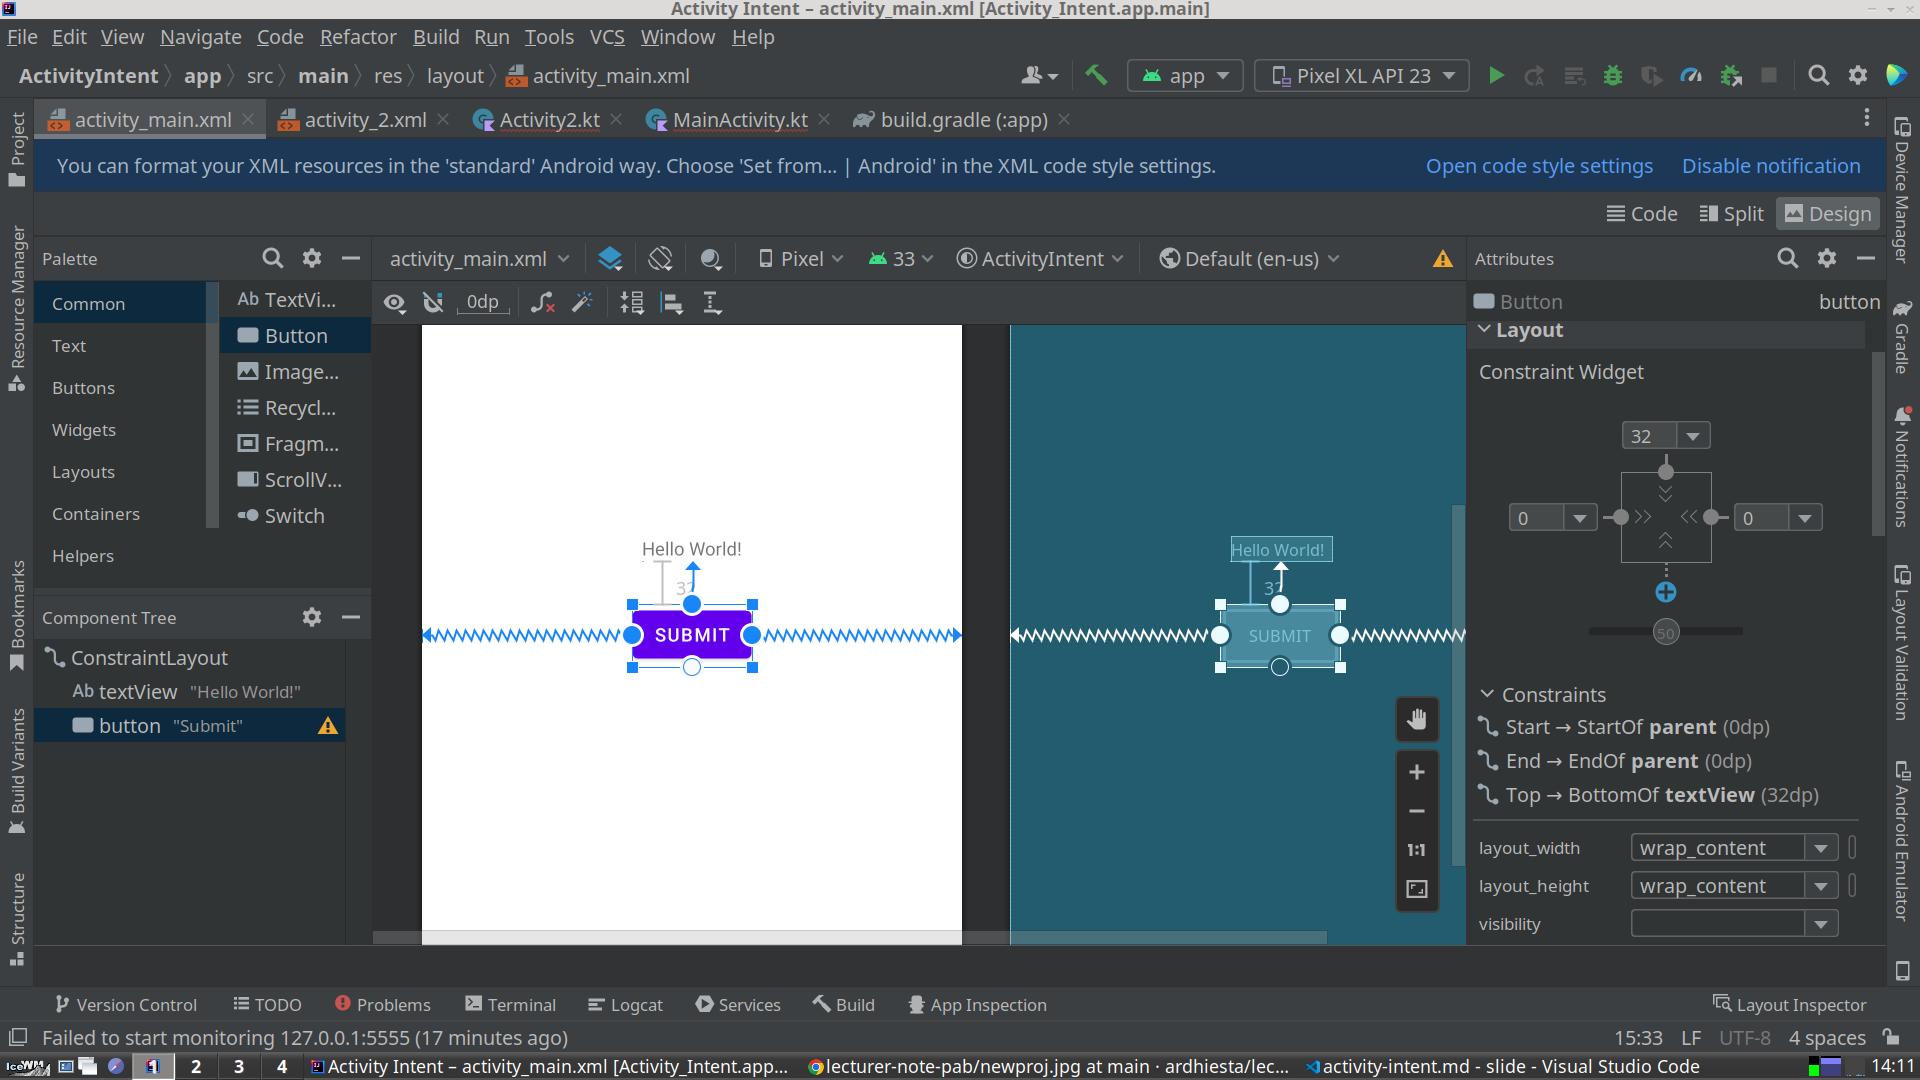 Activity Intent – activity_main.xml [Activity_Intent.app.main]
File Edit View Navigate Code Refactor Build Run Tools VCS Window Help
ActivityIntent app src main res layout activity_main.xml app Pixel XL API 23
activity_main.xml activity_2.xml Activity2.kt MainActivity.kt build.gradle (:app)
You can format your XML resources in the 'standard' Android way. Choose 'Set from... | Android' in the XML code style settings. Open code style settings Disable notification
Code Split Design
Palette
Common
Text
Buttons
Widgets
Layouts
Containers
Helpers
Ab TextVi...
Button
Image...
Recycl...
Fragm...
ScrollV...
Switch
Component Tree
ConstraintLayout
Ab textView "Hello World!"
button "Submit"
activity_main.xml Pixel 33 ActivityIntent Default (en-us)
0dp
Hello World!
32
SUBMIT
Hello World!
32
SUBMIT
1:1
Attributes
Button button
Layout
Constraint Widget
32
0 0
50
Constraints
Start → StartOf parent (0dp)
End → EndOf parent (0dp)
Top → BottomOf textView (32dp)
layout_width wrap_content
layout_height wrap_content
visibility
Project
Resource Manager
Bookmarks
Build Variants
Structure
Device Manager
Gradle
Notifications
Layout Validation
Android Emulator
Version Control TODO Problems Terminal Logcat Services Build App Inspection Layout Inspector
Failed to start monitoring 127.0.0.1:5555 (17 minutes ago) 15:33 LF UTF-8 4 spaces
IceWM 1 2 3 4 Activity Intent – activity_main.xml [Activity_Intent.app... lecturer-note-pab/newproj.jpg at main · ardhiesta/lec... activity-intent.md - slide - Visual Studio Code 14:11